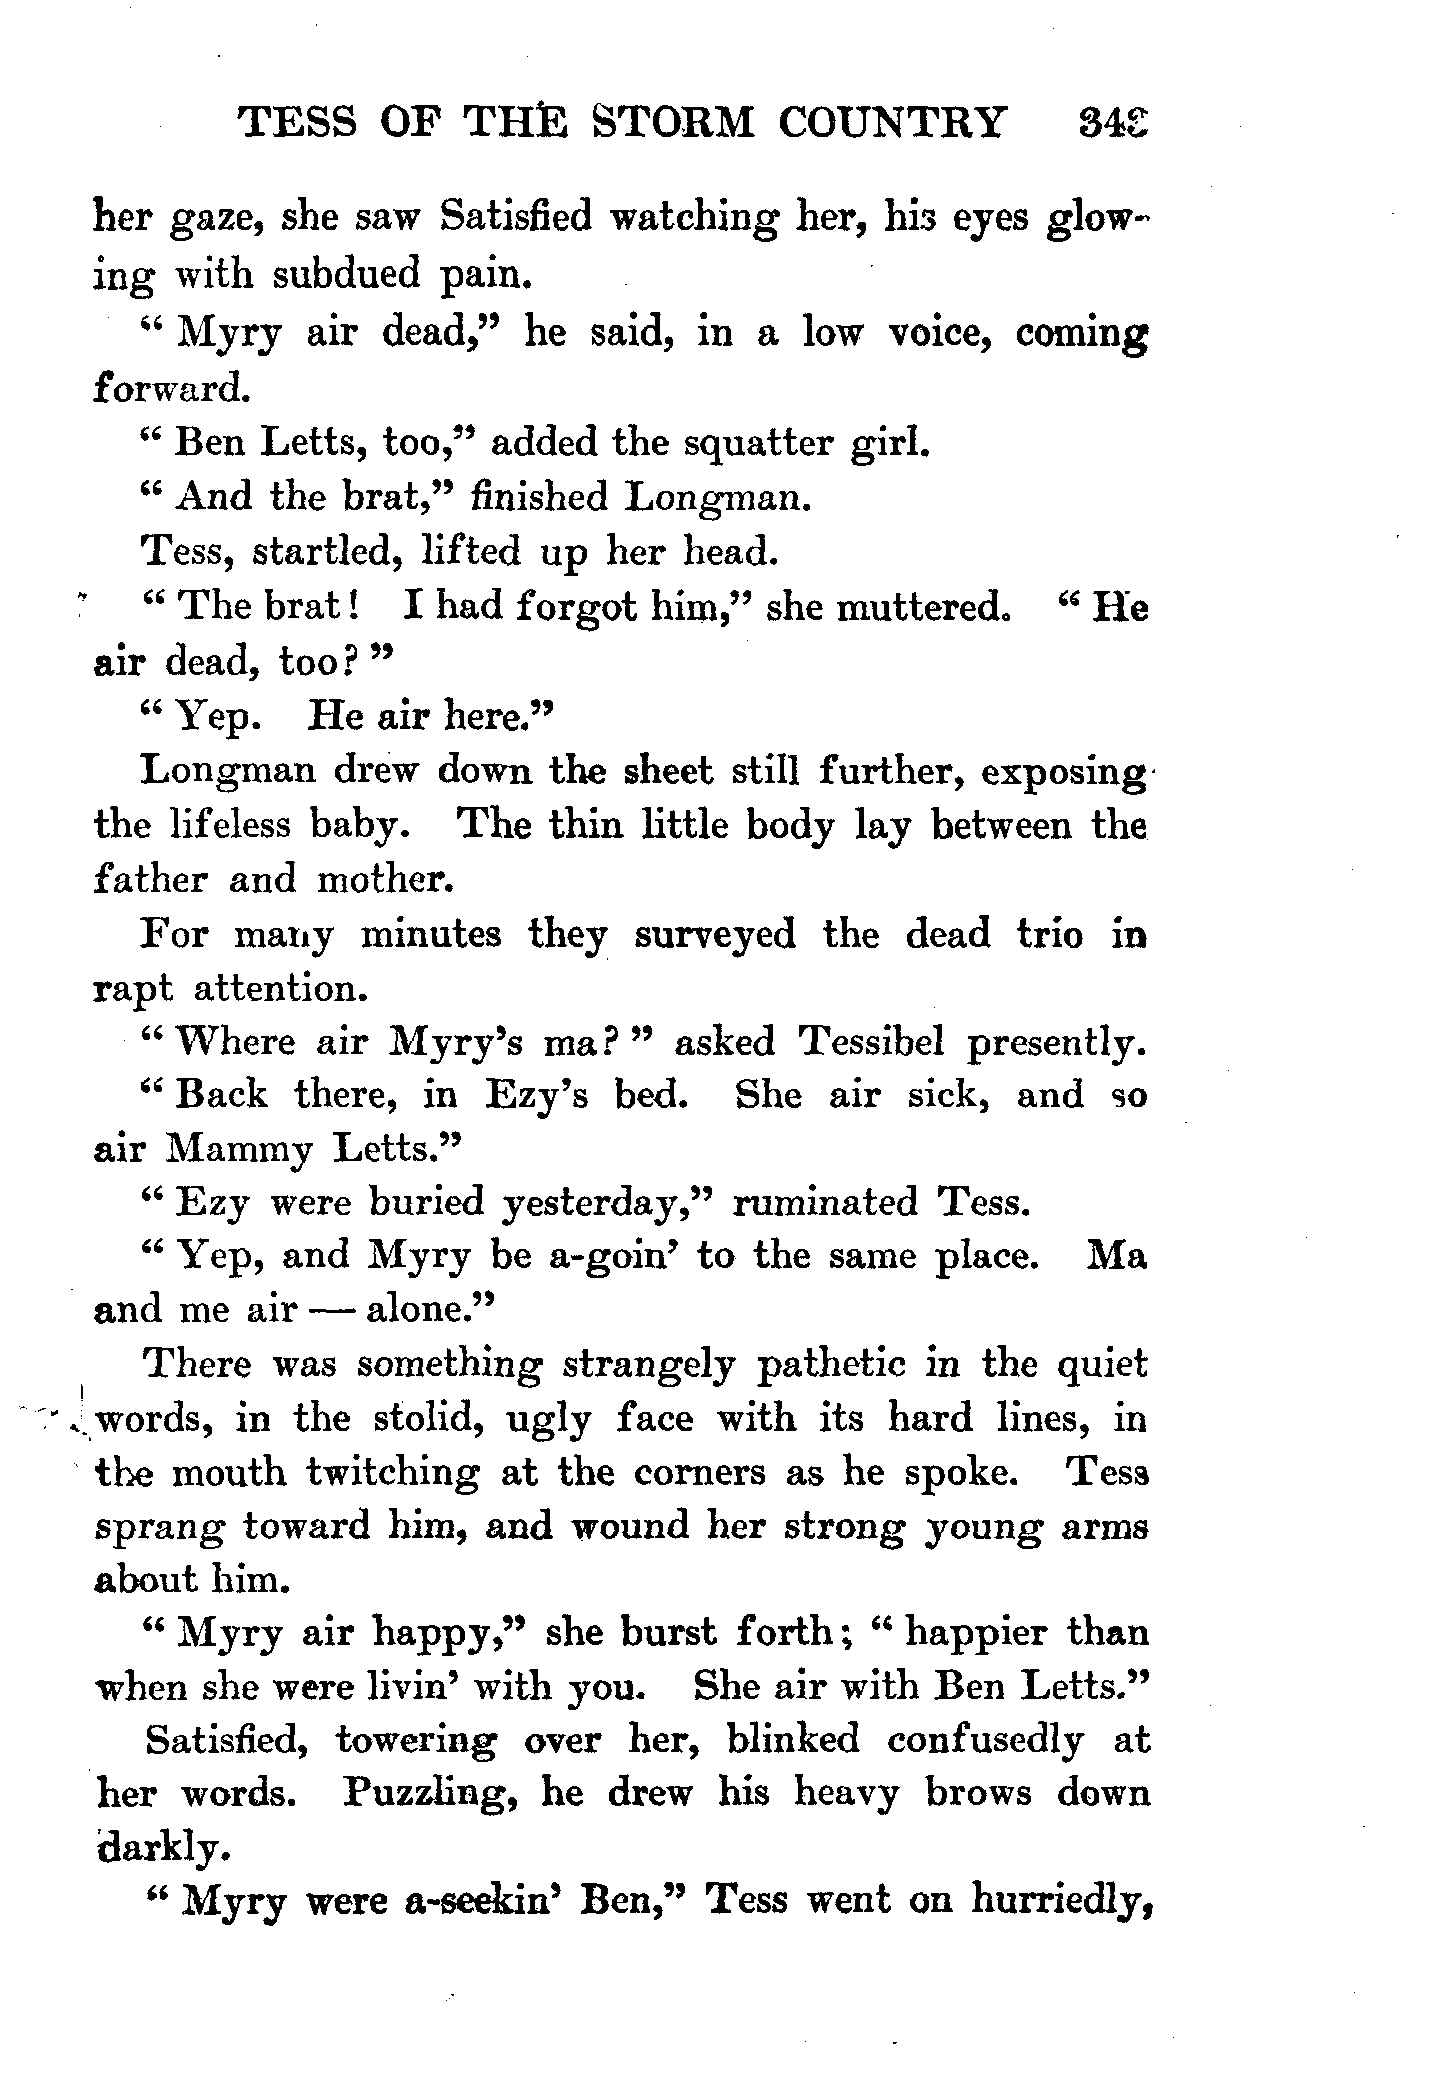 TESS OF THE STORM COUNTRY 343
her gaze, she saw Satisfied watching her, his eyes glow-
ing with subdued pain.
“ Myry air dead,” he said, in a low voice, coming
forward.
“ Ben Letts, too,” added the squatter girl.
“ And the brat,” finished Longman.
Tess, startled, lifted up her head.
“ The brat! I had forgot him,” she muttered. “ He
air dead, too? ”
“ Yep. He air here.”
Longman drew down the sheet still further, exposing
the lifeless baby. The thin little body lay between the
father and mother.
For many minutes they surveyed the dead trio in
rapt attention.
“ Where air Myry’s ma? ” asked Tessibel presently.
“ Back there, in Ezy’s bed. She air sick, and so
air Mammy Letts.”
“ Ezy were buried yesterday,” ruminated Tess.
“ Yep, and Myry be a-goin’ to the same place. Ma
and me air — alone.”
There was something strangely pathetic in the quiet
words, in the stolid, ugly face with its hard lines, in
the mouth twitching at the corners as he spoke. Tess
sprang toward him, and wound her strong young arms
about him.
“ Myry air happy,” she burst forth; “ happier than
when she were livin’ with you. She air with Ben Letts.”
Satisfied, towering over her, blinked confusedly at
her words. Puzzling, he drew his heavy brows down
darkly.
“ Myry were a-seekin’ Ben,” Tess went on hurriedly,